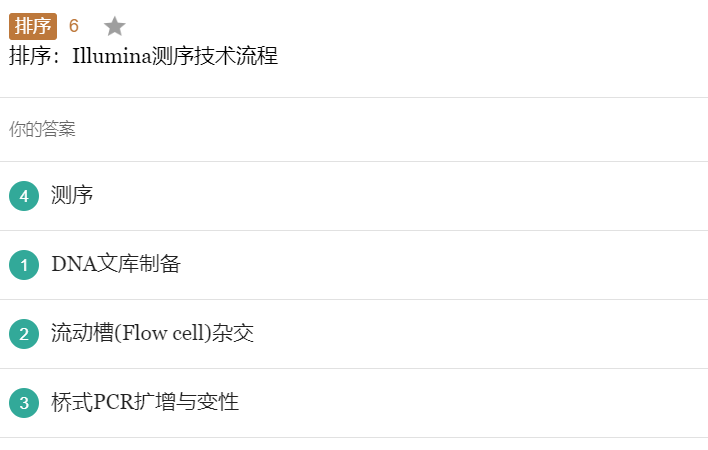 排序 6
排序：Illumina测序技术流程
你的答案
4 测序
1 DNA文库制备
2 流动槽(Flow cell)杂交
3 桥式PCR扩增与变性